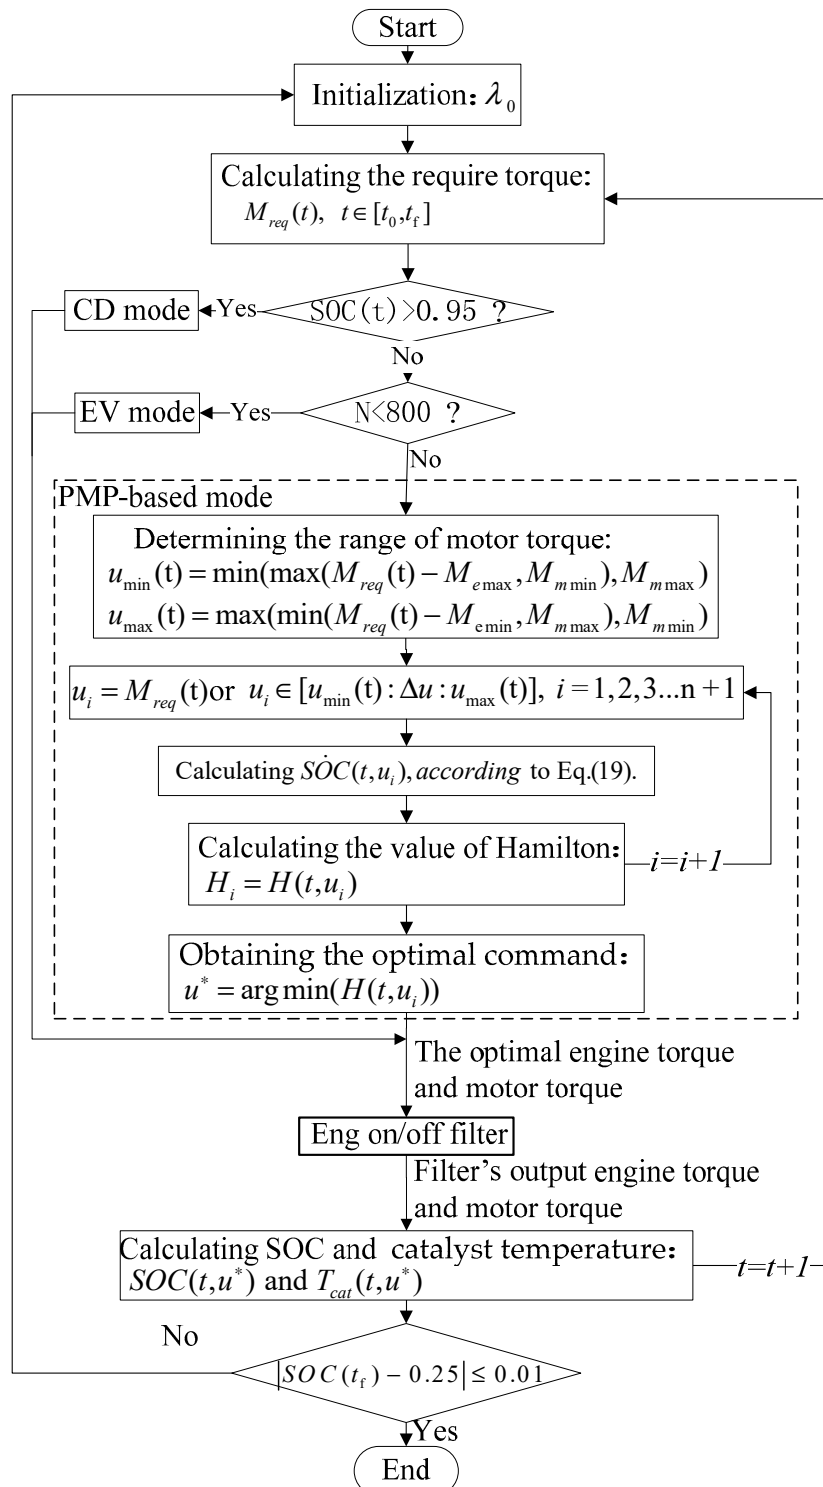 Start
Initialization：λ₀
Calculating the require torque:
M_req(t), t∈[t₀,t_f]
SOC(t)>0.95 ?
Yes
CD mode
No
N<800 ?
Yes
EV mode
No
PMP-based mode
Determining the range of motor torque:
u_min(t) = min(max(M_req(t) − M_emax, M_mmin), M_mmax)
u_max(t) = max(min(M_req(t) − M_emin, M_mmax), M_mmin)
u_i = M_req(t)or u_i ∈[u_min(t) : Δu : u_max(t)], i = 1,2,3...n +1
Calculating SȮC(t,u_i), according to Eq.(19).
Calculating the value of Hamilton：
H_i = H(t,u_i)
i=i+1
Obtaining the optimal command：
u* = arg min(H(t,u_i))
The optimal engine torque
and motor torque
Eng on/off filter
Filter's output engine torque
and motor torque
Calculating SOC and catalyst temperature：
SOC(t,u*) and T_cat(t,u*)
t=t+1
No
|SOC(t_f) − 0.25| ≤ 0.01
Yes
End